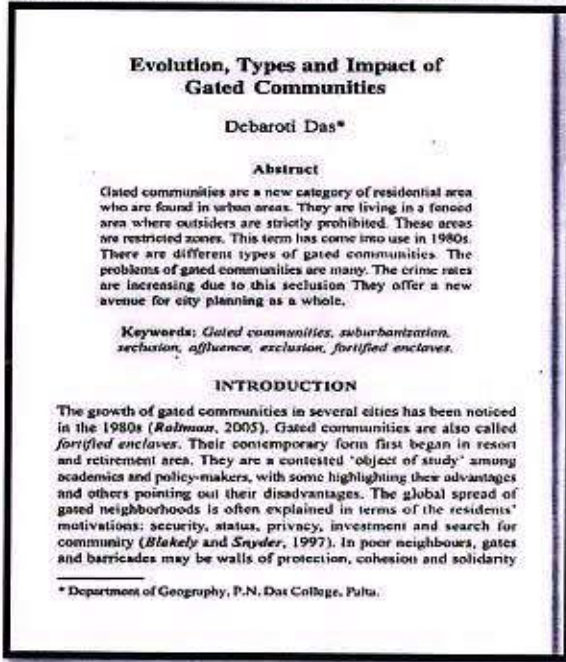 Evolution, Types and Impact of
Gated Communities
Debaroti Das*
Abstract
Gated communities are a new category of residential area
who are found in urban areas. They are living in a fenced
area where outsiders are strictly prohibited. These areas
are restricted zones. This term has come into use in 1980s.
There are different types of gated communities. The
problems of gated communities are many. The crime rates
are increasing due to this seclusion They offer a new
avenue for city planning as a whole.
Keywords: Gated communities, suburbanization,
seclusion, affluence, exclusion, fortified enclaves.
INTRODUCTION
The growth of gated communities in several cities has been noticed
in the 1980s (Roitman, 2005). Gated communities are also called
fortified enclaves. Their contemporary form first began in resort
and retirement area. They are a contested 'object of study' among
academics and policy-makers, with some highlighting their advantages
and others pointing out their disadvantages. The global spread of
gated neighborhoods is often explained in terms of the residents'
motivations: security, status, privacy, investment and search for
community (Blakely and Snyder, 1997). In poor neighbours, gates
and barricades may be walls of protection, cohesion and solidarity
* Department of Geography, P.N. Das College, Palta.